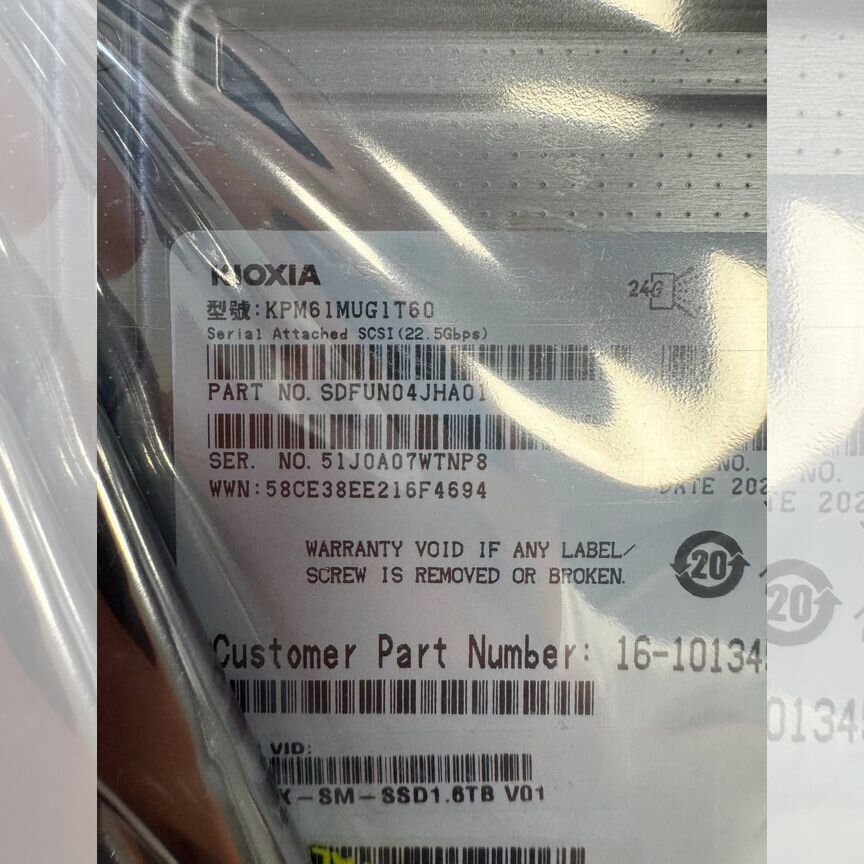 KIOXIA
24G
型號:KPM61MUG1T60
Serial Attached SCSI(22.5Gbps)
PART NO. SDFUN04JHA01
SER. NO. 51J0A07WTNP8
NO.
WWN:58CE38EE216F4694
DATE 202
WARRANTY VOID IF ANY LABEL/
SCREW IS REMOVED OR BROKEN.
20
Customer Part Number: 16-10134
VID:
X-SM-SSD1.6TB V01